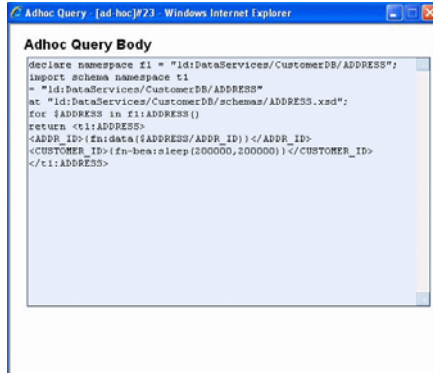 Adhoc Query - [ad-hoc]#23 - Windows Internet Explorer
Adhoc Query Body
declare namespace f1 = "ld:DataServices/CustomerDB/ADDRESS";
import schema namespace t1
= "ld:DataServices/CustomerDB/ADDRESS"
at "ld:DataServices/CustomerDB/schemas/ADDRESS.xsd";
for $ADDRESS in f1:ADDRESS()
return <t1:ADDRESS>
<ADDR_ID>{fn:data($ADDRESS/ADDR_ID)}</ADDR_ID>
<CUSTOMER_ID>{fn-bea:sleep(200000,200000)}</CUSTOMER_ID>
</t1:ADDRESS>